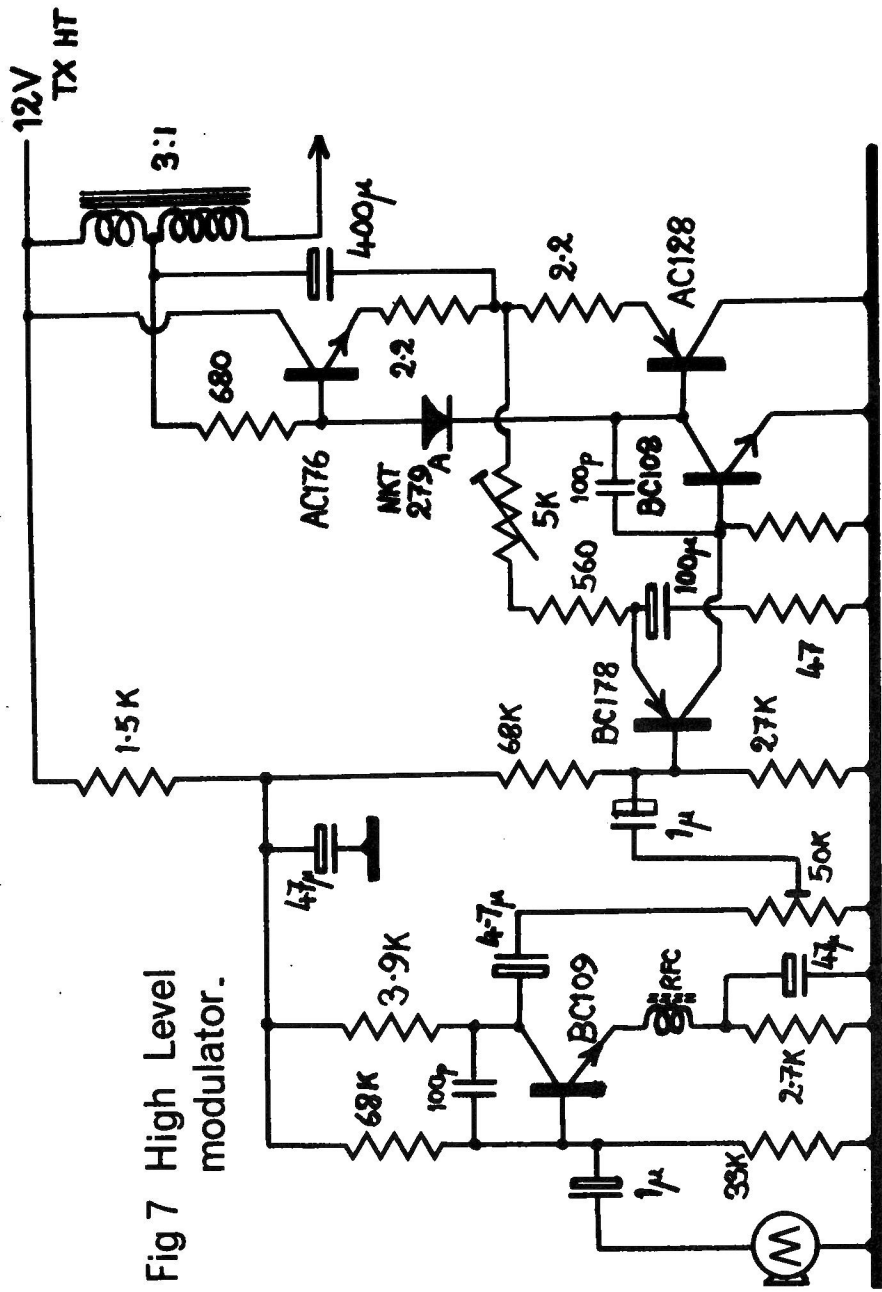 Fig 7 High Level
modulator.
12V
TX HT
1.5K
3:1
680
400µ
47µ
AC176
2.2
3.9K
68K
NKT
279
A
4.7µ
68K
5K
2.2
100p
100p
560
BC109
BC178
BC108
AC128
100µ
1µ
1µ
RFC
50K
33K
2.7K
47µ
27K
47